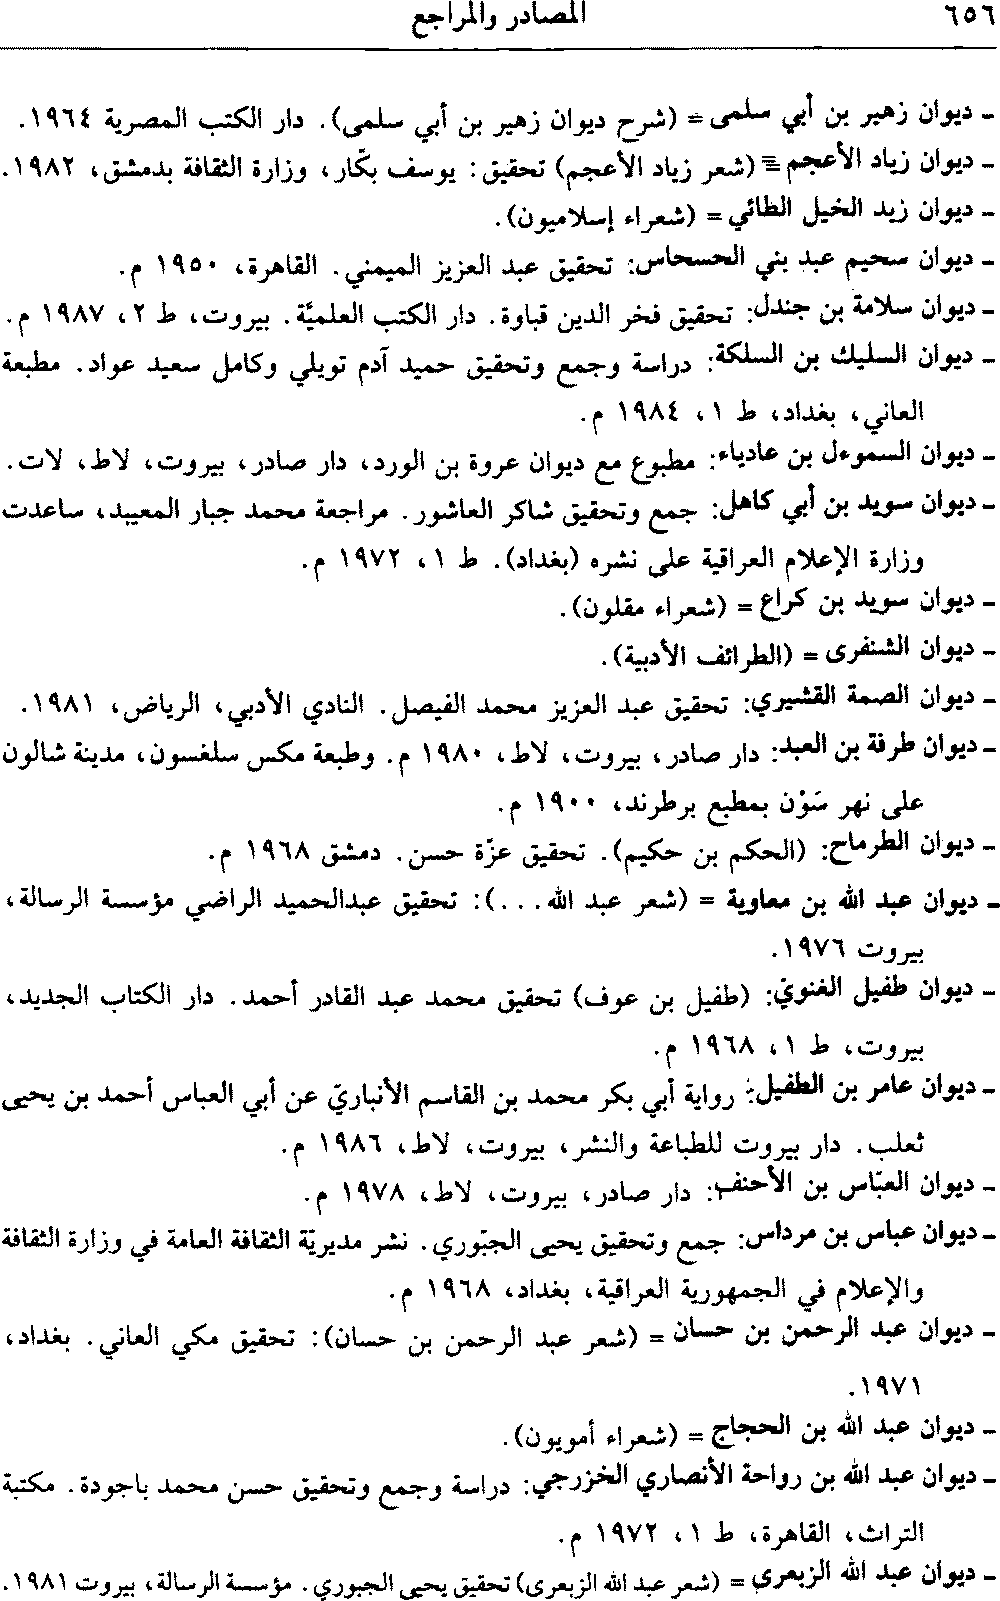 ٦٥٦
المصادر والمراجع
- ديوان زهير بن أبي سلمى = (شرح ديوان زهير بن أبي سلمى). دار الكتب المصرية ١٩٦٤.
- ديوان زياد الأعجم = (شعر زياد الأعجم) تحقيق: يوسف بكّار، وزارة الثقافة بدمشق، ١٩٨٢.
- ديوان زيد الخيل الطائي = (شعراء إسلاميون).
- ديوان سحيم عبد بني الحسحاس: تحقيق عبد العزيز الميمني. القاهرة، ١٩٥٠ م.
- ديوان سلامة بن جندل: تحقيق فخر الدين قباوة. دار الكتب العلميَّة. بيروت، ط ٢، ١٩٨٧ م.
- ديوان السليك بن السلكة: دراسة وجمع وتحقيق حميد آدم تويلي وكامل سعيد عواد. مطبعة
العاني، بغداد، ط ١، ١٩٨٤ م.
- ديوان السموءل بن عادياء: مطبوع مع ديوان عروة بن الورد، دار صادر، بيروت، لاط، لات.
- ديوان سويد بن أبي كاهل: جمع وتحقيق شاكر العاشور. مراجعة محمد جبار المعيبد، ساعدت
وزارة الإعلام العراقية على نشره (بغداد). ط ١، ١٩٧٢ م.
- ديوان سويد بن كراع = (شعراء مقلون).
- ديوان الشنفرى = (الطرائف الأدبية).
- ديوان الصمة القشيري: تحقيق عبد العزيز محمد الفيصل. النادي الأدبي، الرياض، ١٩٨١.
- ديوان طرفة بن العبد: دار صادر، بيروت، لاط، ١٩٨٠ م. وطبعة مكس سلغسون، مدينة شالون
على نهر سَوْن بمطبع برطرند، ١٩٠٠ م.
- ديوان الطرماح: (الحكم بن حكيم). تحقيق عزّة حسن. دمشق ١٩٦٨ م.
- ديوان عبد الله بن معاوية = (شعر عبد الله...): تحقيق عبدالحميد الراضي مؤسسة الرسالة،
بيروت ١٩٧٦.
- ديوان طفيل الغنويّ: (طفيل بن عوف) تحقيق محمد عبد القادر أحمد. دار الكتاب الجديد،
بيروت، ط ١، ١٩٦٨ م.
- ديوان عامر بن الطفيل: رواية أبي بكر محمد بن القاسم الأنباريّ عن أبي العباس أحمد بن يحيى
ثعلب. دار بيروت للطباعة والنشر، بيروت، لاط، ١٩٨٦ م.
- ديوان العبّاس بن الأحنف: دار صادر، بيروت، لاط، ١٩٧٨ م.
- ديوان عباس بن مرداس: جمع وتحقيق يحيى الجبّوري. نشر مديريّة الثقافة العامة في وزارة الثقافة
والإعلام في الجمهورية العراقية، بغداد، ١٩٦٨ م.
- ديوان عبد الرحمن بن حسان = (شعر عبد الرحمن بن حسان): تحقيق مكي العاني. بغداد،
١٩٧١.
- ديوان عبد الله بن الحجاج = (شعراء أمويون).
- ديوان عبد الله بن رواحة الأنصاري الخزرجي: دراسة وجمع وتحقيق حسن محمد باجودة. مكتبة
التراث، القاهرة، ط ١، ١٩٧٢ م.
- ديوان عبد الله الزبعرى = (شعر عبد الله الزبعرى) تحقيق يحيى الجبوري. مؤسسة الرسالة، بيروت ١٩٨١.